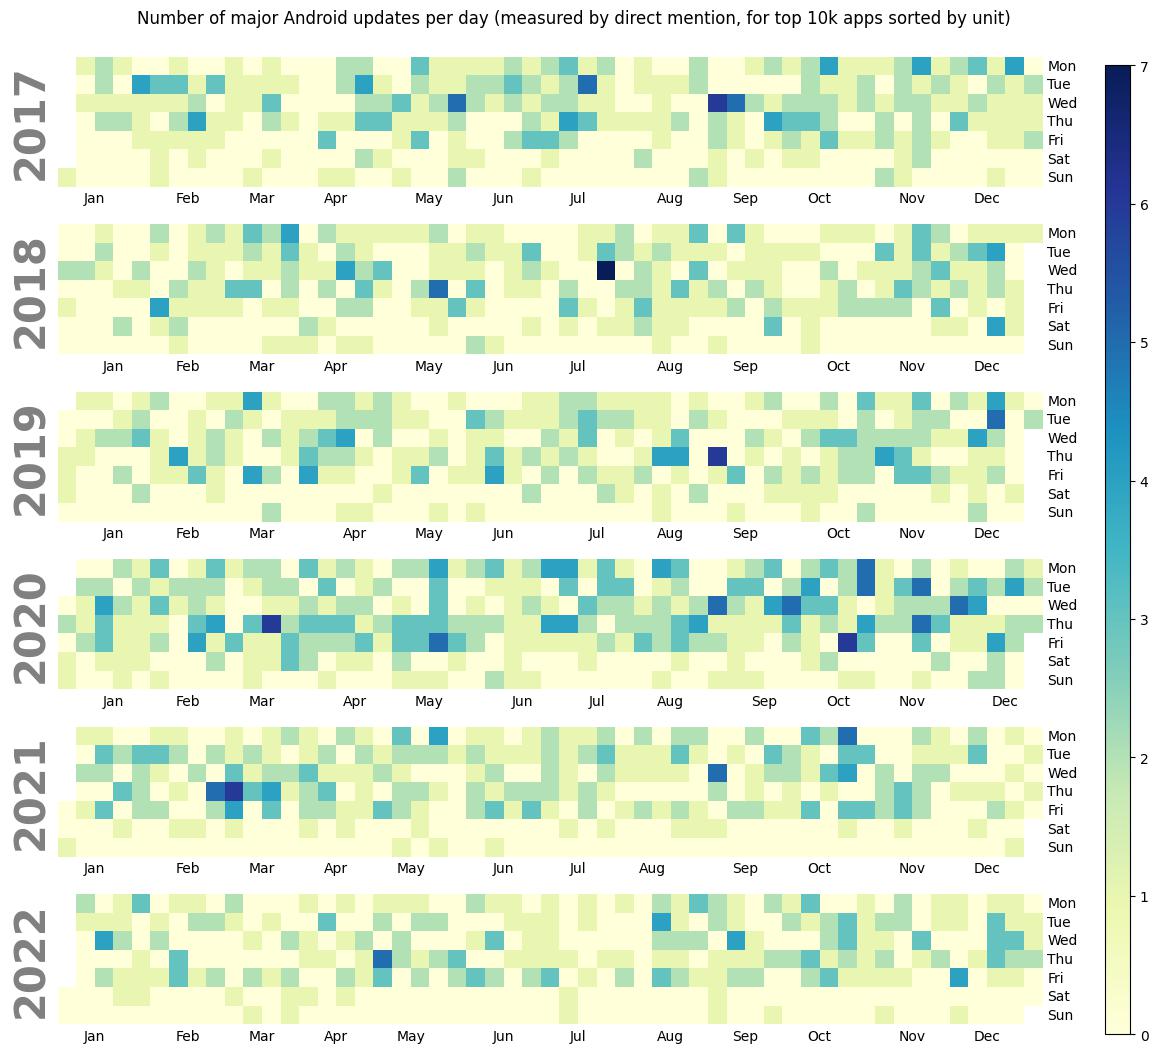 Number of major Android updates per day (measured by direct mention, for top 10k apps sorted by unit)
2017
Mon
Tue
Wed
Thu
Fri
Sat
Sun
Jan Feb Mar Apr May Jun Jul Aug Sep Oct Nov Dec
2018
Mon
Tue
Wed
Thu
Fri
Sat
Sun
Jan Feb Mar Apr May Jun Jul Aug Sep Oct Nov Dec
2019
Mon
Tue
Wed
Thu
Fri
Sat
Sun
Jan Feb Mar Apr May Jun Jul Aug Sep Oct Nov Dec
2020
Mon
Tue
Wed
Thu
Fri
Sat
Sun
Jan Feb Mar Apr May Jun Jul Aug Sep Oct Nov Dec
2021
Mon
Tue
Wed
Thu
Fri
Sat
Sun
Jan Feb Mar Apr May Jun Jul Aug Sep Oct Nov Dec
2022
Mon
Tue
Wed
Thu
Fri
Sat
Sun
Jan Feb Mar Apr May Jun Jul Aug Sep Oct Nov Dec
7
6
5
4
3
2
1
0